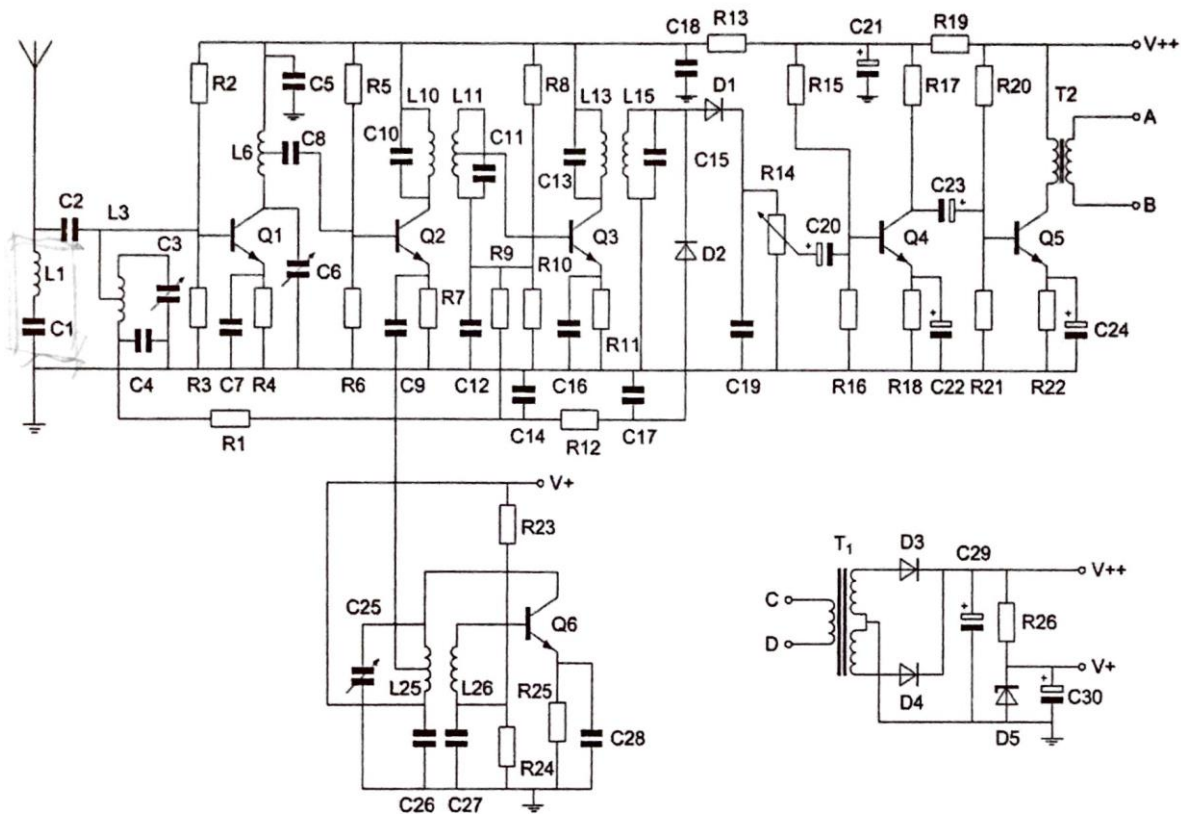 C18 R13 C21 R19
V++
R2 C5 R5 L10 L11 R8 L13 L15 D1 R15 R17 R20 T2
C8 C10 C11 A
L6 C13 C15 R14
C2 L3 C23 B
C3 Q1 Q2 Q3 C20 Q4 Q5
L1 C6 R9 R10 D2
R7
C1 R11 C24
C4 R3 C7 R4 R6 C9 C12 C16 C19 R16 R18 C22 R21 R22
R1 C14 R12 C17
V+
R23
T1 D3 C29 V++
C25 Q6 C
R26
D
L25 L26 R25 V+
D4 C30
C28 D5
R24
C26 C27